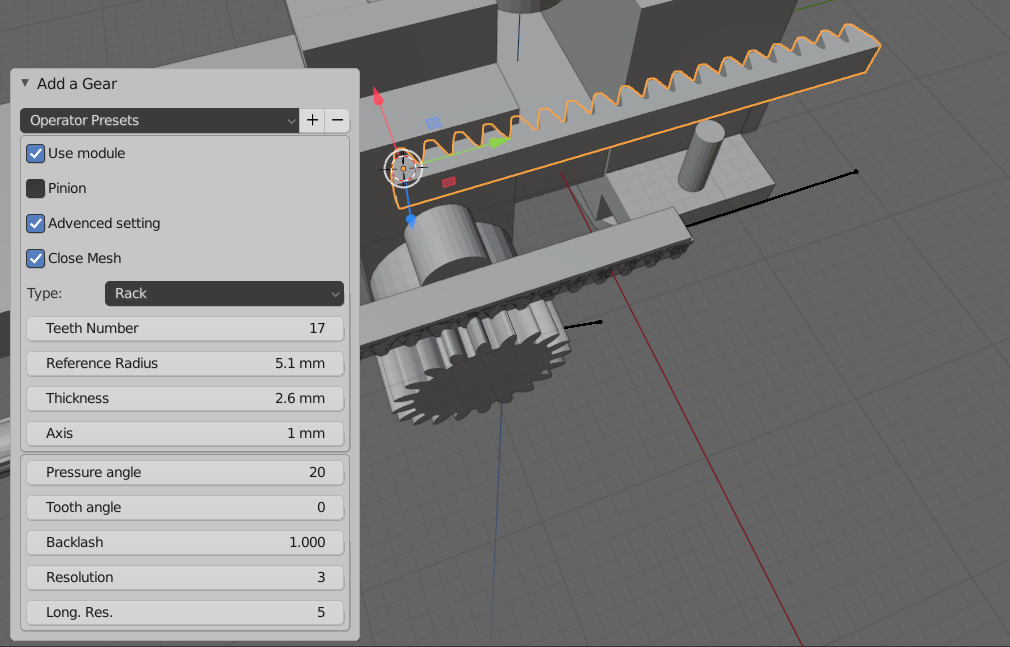 Add a Gear
Operator Presets + −
Use module
Pinion
Advanced setting
Close Mesh
Type: Rack
Teeth Number 17
Reference Radius 5.1 mm
Thickness 2.6 mm
Axis 1 mm
Pressure angle 20
Tooth angle 0
Backlash 1.000
Resolution 3
Long. Res. 5